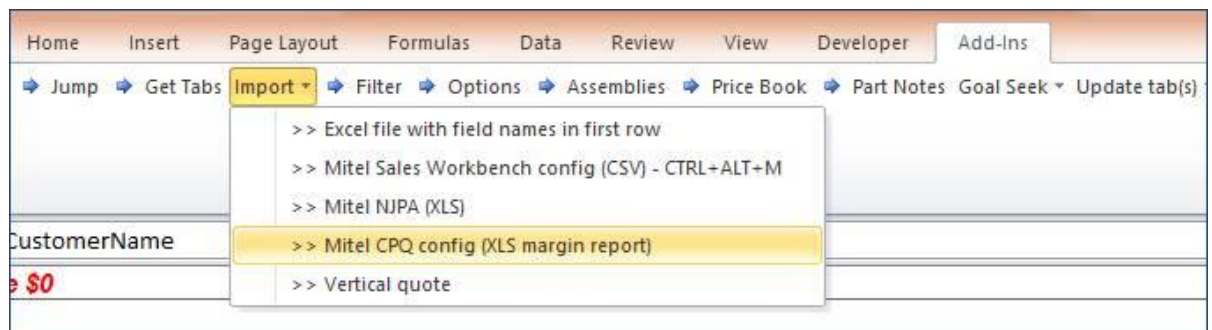 Home Insert Page Layout Formulas Data Review View Developer Add-Ins
Jump Get Tabs Import Filter Options Assemblies Price Book Part Notes Goal Seek Update tab(s)
>> Excel file with field names in first row
>> Mitel Sales Workbench config (CSV) - CTRL+ALT+M
>> Mitel NJPA (XLS)
CustomerName
>> Mitel CPQ config (XLS margin report)
$0
>> Vertical quote